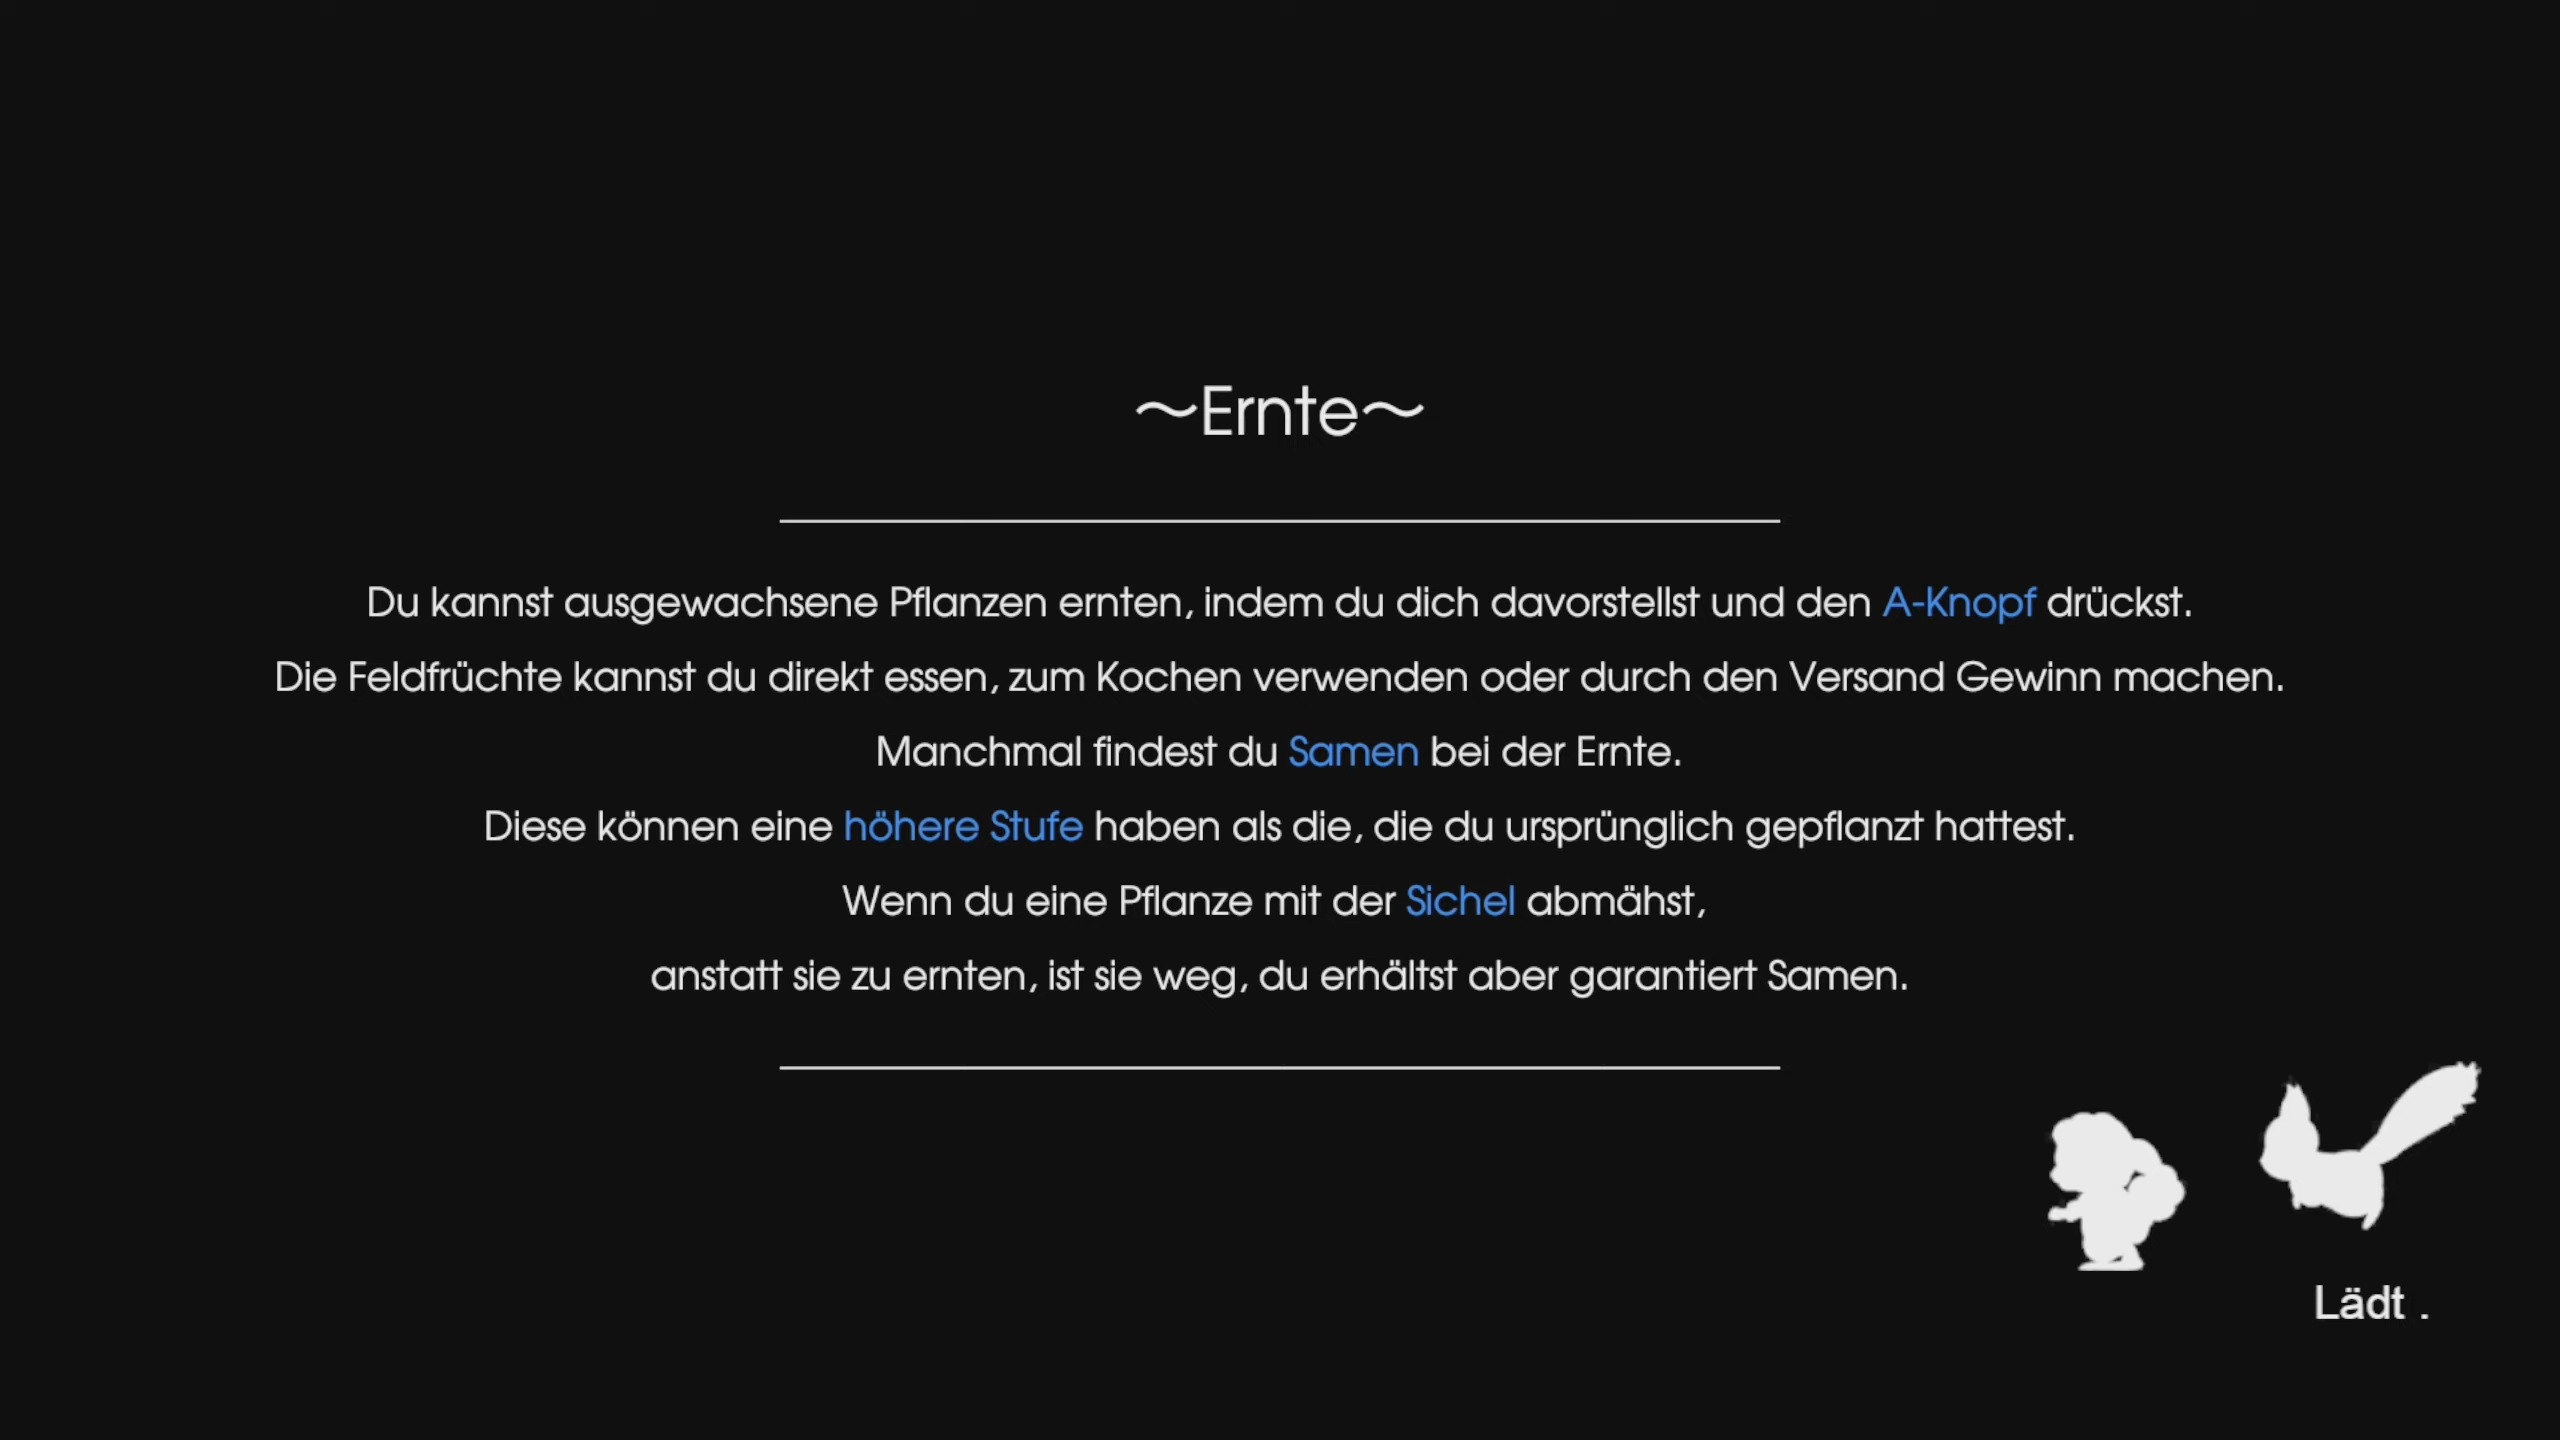 ～Ernte～
Du kannst ausgewachsene Pflanzen ernten, indem du dich davorstellst und den A-Knopf drückst.
Die Feldfrüchte kannst du direkt essen, zum Kochen verwenden oder durch den Versand Gewinn machen.
Manchmal findest du Samen bei der Ernte.
Diese können eine höhere Stufe haben als die, die du ursprünglich gepflanzt hattest.
Wenn du eine Pflanze mit der Sichel abmähst,
anstatt sie zu ernten, ist sie weg, du erhältst aber garantiert Samen.
Lädt .